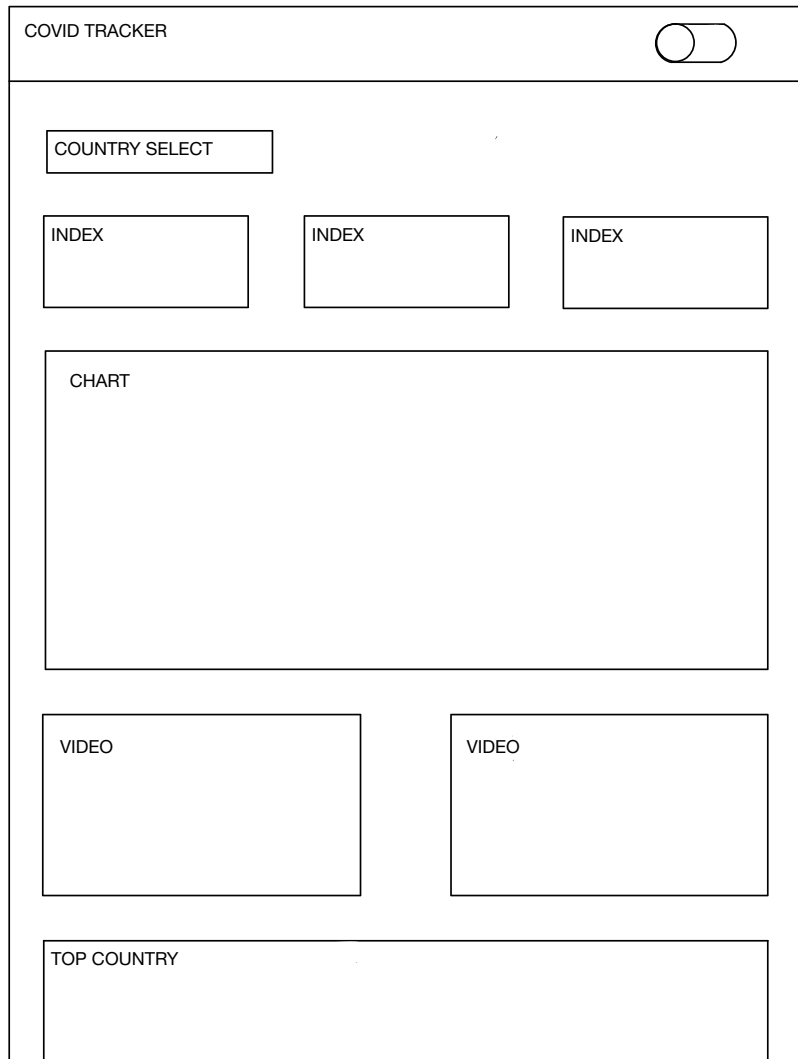 COVID TRACKER
COUNTRY SELECT
INDEX
INDEX
INDEX
CHART
VIDEO
VIDEO
TOP COUNTRY